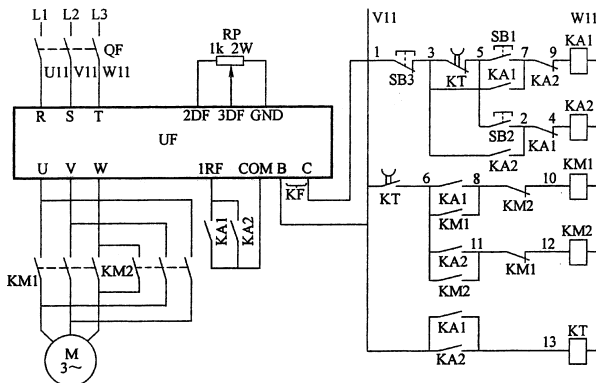 L1 L2 L3
QF
U11 V11 W11
RP
1k 2W
R S T
2DF 3DF GND
UF
U V W
1RF COM B C
KF
KA1
KA2
KM1
KM2
M
3～
V11
W11
1
SB3
3
KT
5
SB1
7
9
KA1
KA1
KA2
SB2
2
4
KA2
KA1
KA2
KT
6
KA1
8
10
KM1
KM1
KM2
KA2
11
12
KM2
KM2
KM1
KA1
KA2
13
KT